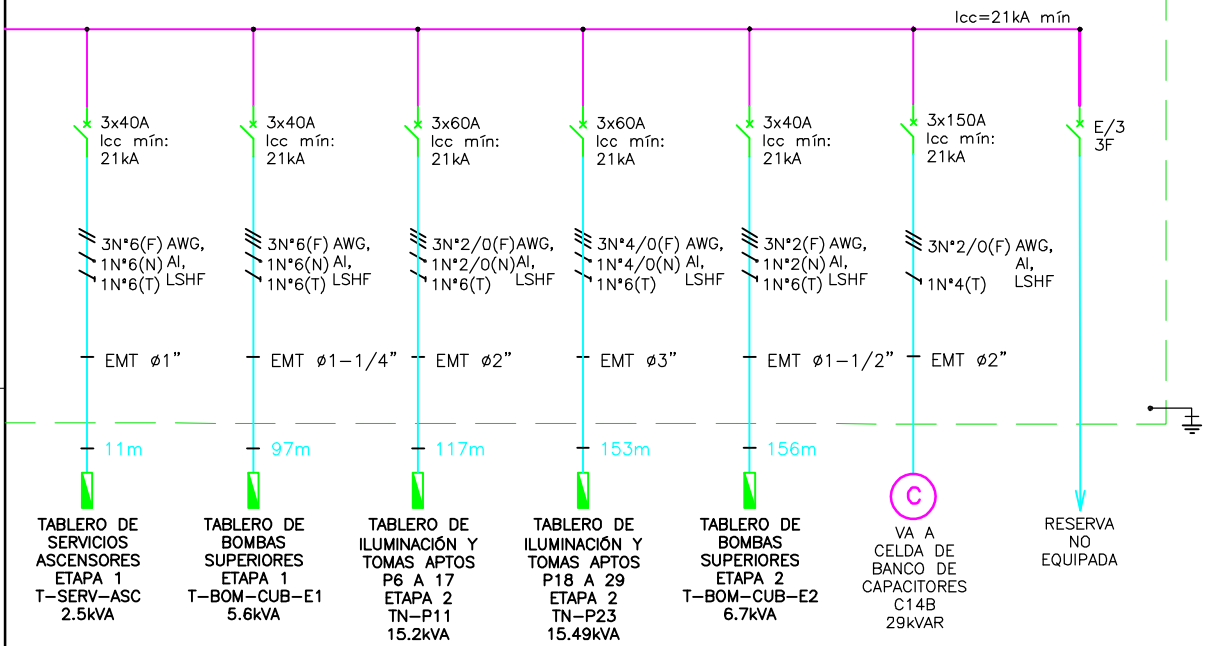 Icc=21kA mín
3x40A
Icc mín:
21kA
3x40A
Icc mín:
21kA
3x60A
Icc mín:
21kA
3x60A
Icc mín:
21kA
3x40A
Icc mín:
21kA
3x150A
Icc mín:
21kA
E/3
3F
3N°6(F) AWG,
1N°6(N) Al,
1N°6(T) LSHF
3N°6(F) AWG,
1N°6(N) Al,
1N°6(T) LSHF
3N°2/0(F) AWG,
1N°2/0(N) Al,
1N°6(T) LSHF
3N°4/0(F) AWG,
1N°4/0(N) Al,
1N°6(T) LSHF
3N°2(F) AWG,
1N°2(N) Al,
1N°6(T) LSHF
3N°2/0(F) AWG,
Al,
1N°4(T) LSHF
EMT ø1”
EMT ø1-1/4”
EMT ø2”
EMT ø3”
EMT ø1-1/2”
EMT ø2”
11m
97m
117m
153m
156m
TABLERO DE
SERVICIOS
ASCENSORES
ETAPA 1
T-SERV-ASC
2.5kVA
TABLERO DE
BOMBAS
SUPERIORES
ETAPA 1
T-BOM-CUB-E1
5.6kVA
TABLERO DE
ILUMINACIÓN Y
TOMAS APTOS
P6 A 17
ETAPA 2
TN-P11
15.2kVA
TABLERO DE
ILUMINACIÓN Y
TOMAS APTOS
P18 A 29
ETAPA 2
TN-P23
15.49kVA
TABLERO DE
BOMBAS
SUPERIORES
ETAPA 2
T-BOM-CUB-E2
6.7kVA
C
VA A
CELDA DE
BANCO DE
CAPACITORES
C14B
29kVAR
RESERVA
NO
EQUIPADA